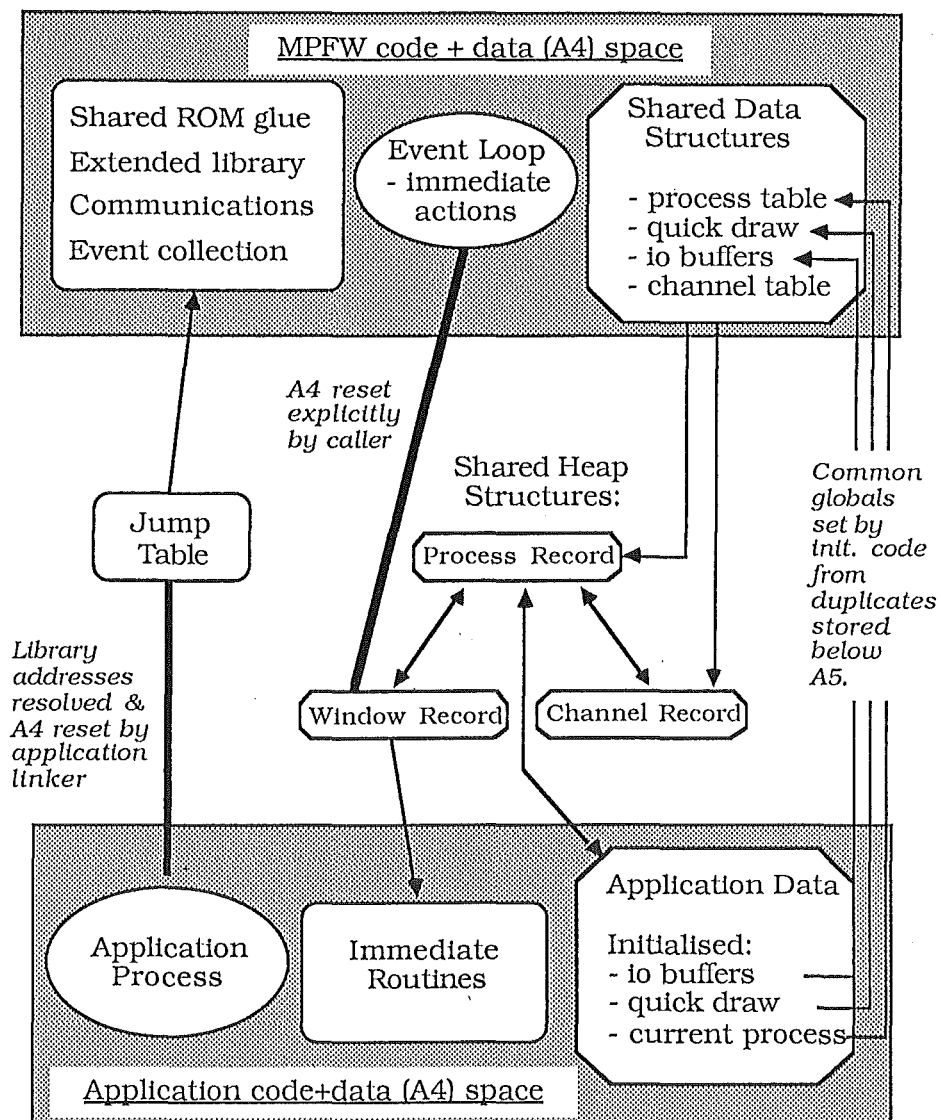 MPFW code + data (A4) space
Shared ROM glue
Extended library
Communications
Event collection
Event Loop
- immediate
actions
Shared Data
Structures
- process table
- quick draw
- io buffers
- channel table
A4 reset
explicitly
by caller
Shared Heap
Structures:
Jump
Table
Process Record
Common
globals
set by
init. code
from
duplicates
stored
below
A5.
Library
addresses
resolved &
A4 reset by
application
linker
Window Record
Channel Record
Application
Process
Immediate
Routines
Application Data
Initialised:
- io buffers
- quick draw
- current process
Application code+data (A4) space